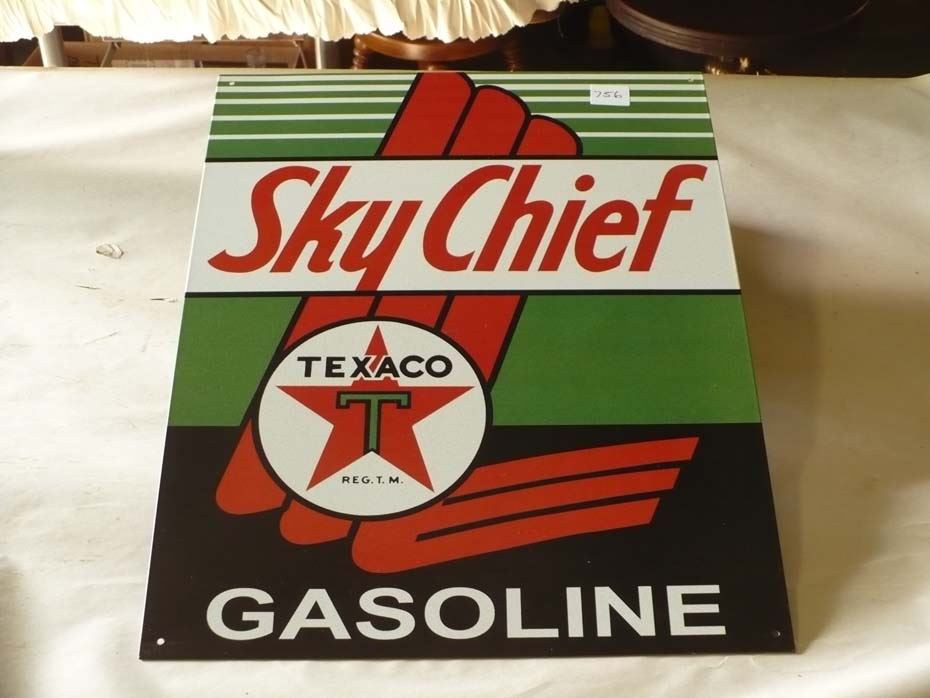 756
Sky Chief
TEXACO
T
REG. T. M.
GASOLINE